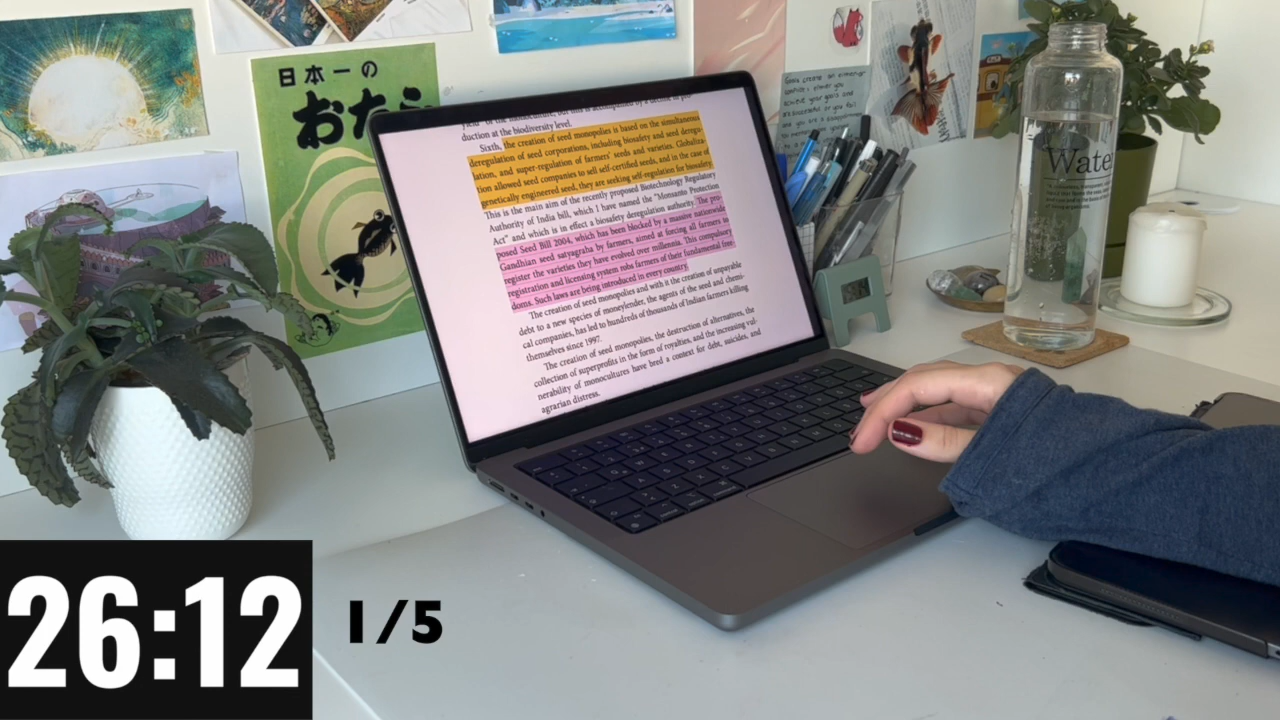 日本一の
おたら
duction at the biodiversity level.
Sixth, the creation of seed monopolies is based on the simultaneous
deregulation of seed corporations, including biosafety and seed deregu-
lation, and super-regulation of farmers' seeds and varieties. Globaliza-
tion allowed seed companies to sell self-certified seeds, and in the case of
genetically engineered seed, they are seeking self-regulation for biosafety.
This is the main aim of the recently proposed Biotechnology Regulatory
Authority of India bill, which I have named the "Monsanto Protection
Act" and which is in effect a biosafety deregulation authority. The pro-
posed Seed Bill 2004, which has been blocked by a massive nationwide
Gandhian seed satyagraha by farmers, aimed at forcing all farmers to
register the varieties they have evolved over millennia. This compulsory
registration and licensing system robs farmers of their fundamental free-
doms. Such laws are being introduced in every country.
The creation of seed monopolies and with it the creation of unpayable
debt to a new species of moneylender, the agents of the seed and chemi-
cal companies, has led to hundreds of thousands of Indian farmers killing
themselves since 1997.
The creation of seed monopolies, the destruction of alternatives, the
collection of superprofits in the form of royalties, and the increasing vul-
nerability of monocultures have bred a context for debt, suicides, and
agrarian distress.
Water
26:12
1/5